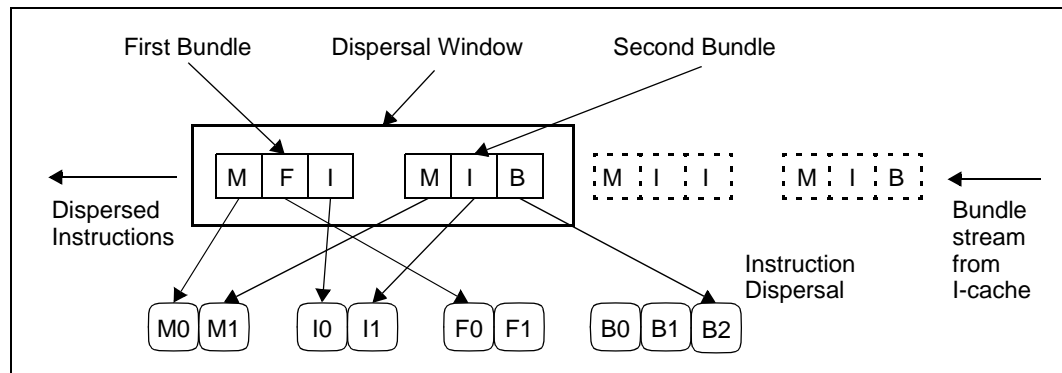 First Bundle Dispersal Window Second Bundle
M F I M I B M I I M I B
Dispersed
Instructions
Bundle
stream
from
I-cache
Instruction
Dispersal
M0 M1 I0 I1 F0 F1 B0 B1 B2